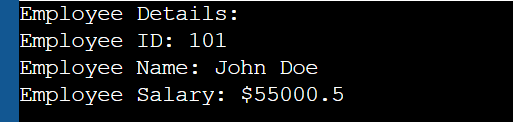 Employee Details:
Employee ID: 101
Employee Name: John Doe
Employee Salary: $55000.5